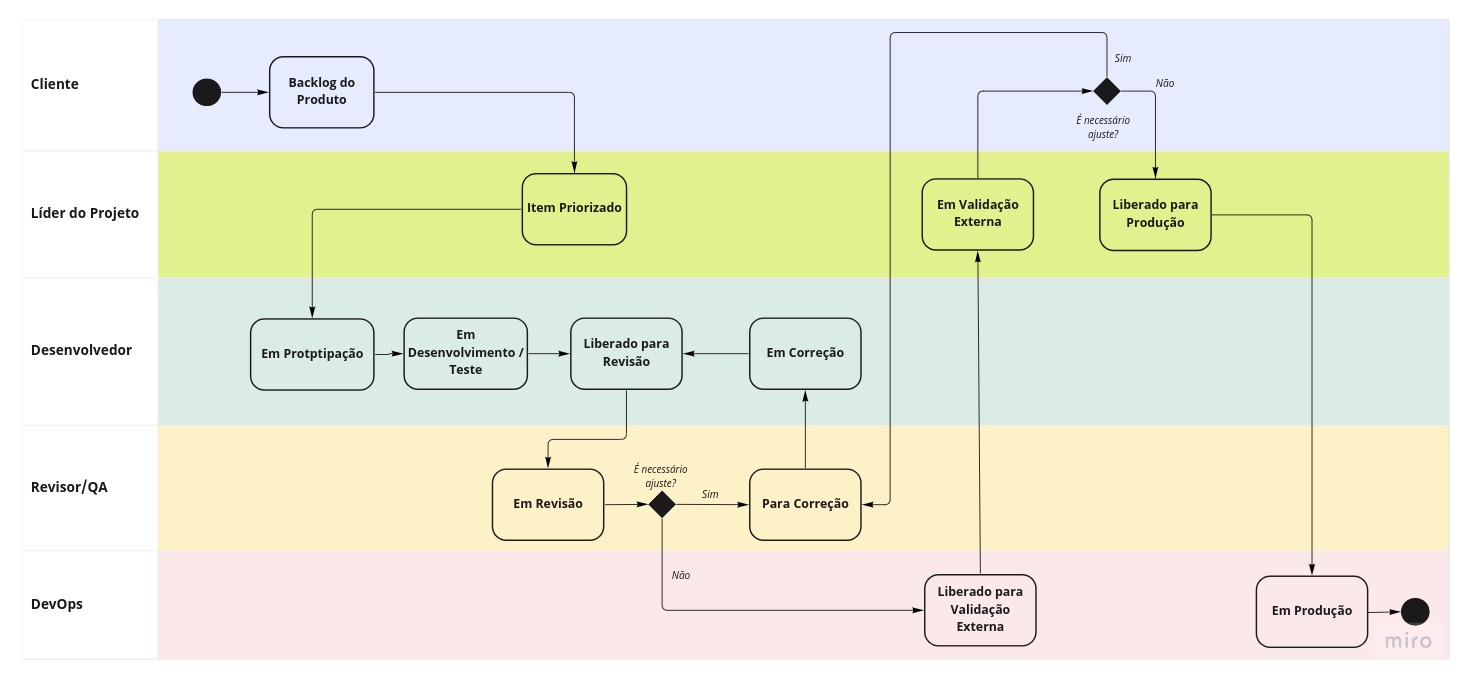 Cliente
Backlog do
Produto
Sim
Não
É necessário
ajuste?
Líder do Projeto
Item Priorizado
Em Validação
Externa
Liberado para
Produção
Desenvolvedor
Em Protptipação
Em
Desenvolvimento /
Teste
Liberado para
Revisão
Em Correção
Revisor/QA
Em Revisão
É necessário
ajuste?
Sim
Para Correção
Não
DevOps
Liberado para
Validação
Externa
Em Produção
miro